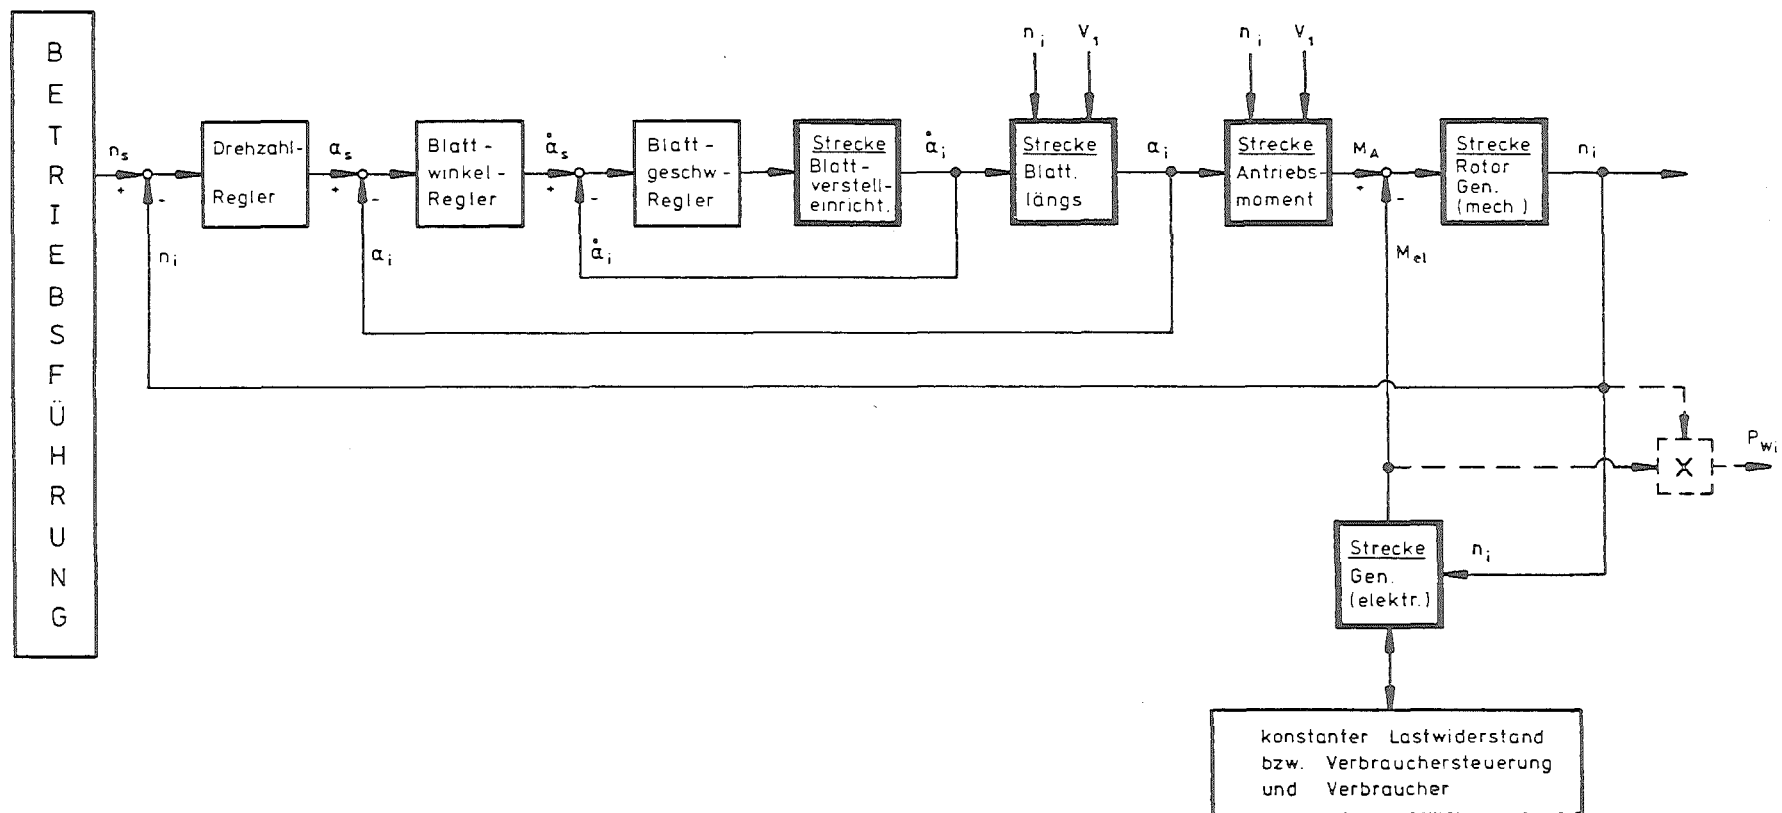 BETRIEBSFÜHRUNG
n_s
+
-
n_i
Drehzahl-
Regler
α_s
+
-
α_i
Blatt-
winkel-
Regler
α̊_s
+
-
α̊_i
Blatt-
geschw-
Regler
Strecke
Blatt-
verstell-
einricht.
α̊_i
n_i V_1
Strecke
Blatt.
längs
α_i
n_i V_1
Strecke
Antriebs-
moment
M_A
+
-
M_el
Strecke
Rotor
Gen.
(mech.)
n_i
X
P_wi
Strecke
Gen.
(elektr.)
n_i
konstanter Lastwiderstand
bzw. Verbrauchersteuerung
und Verbraucher